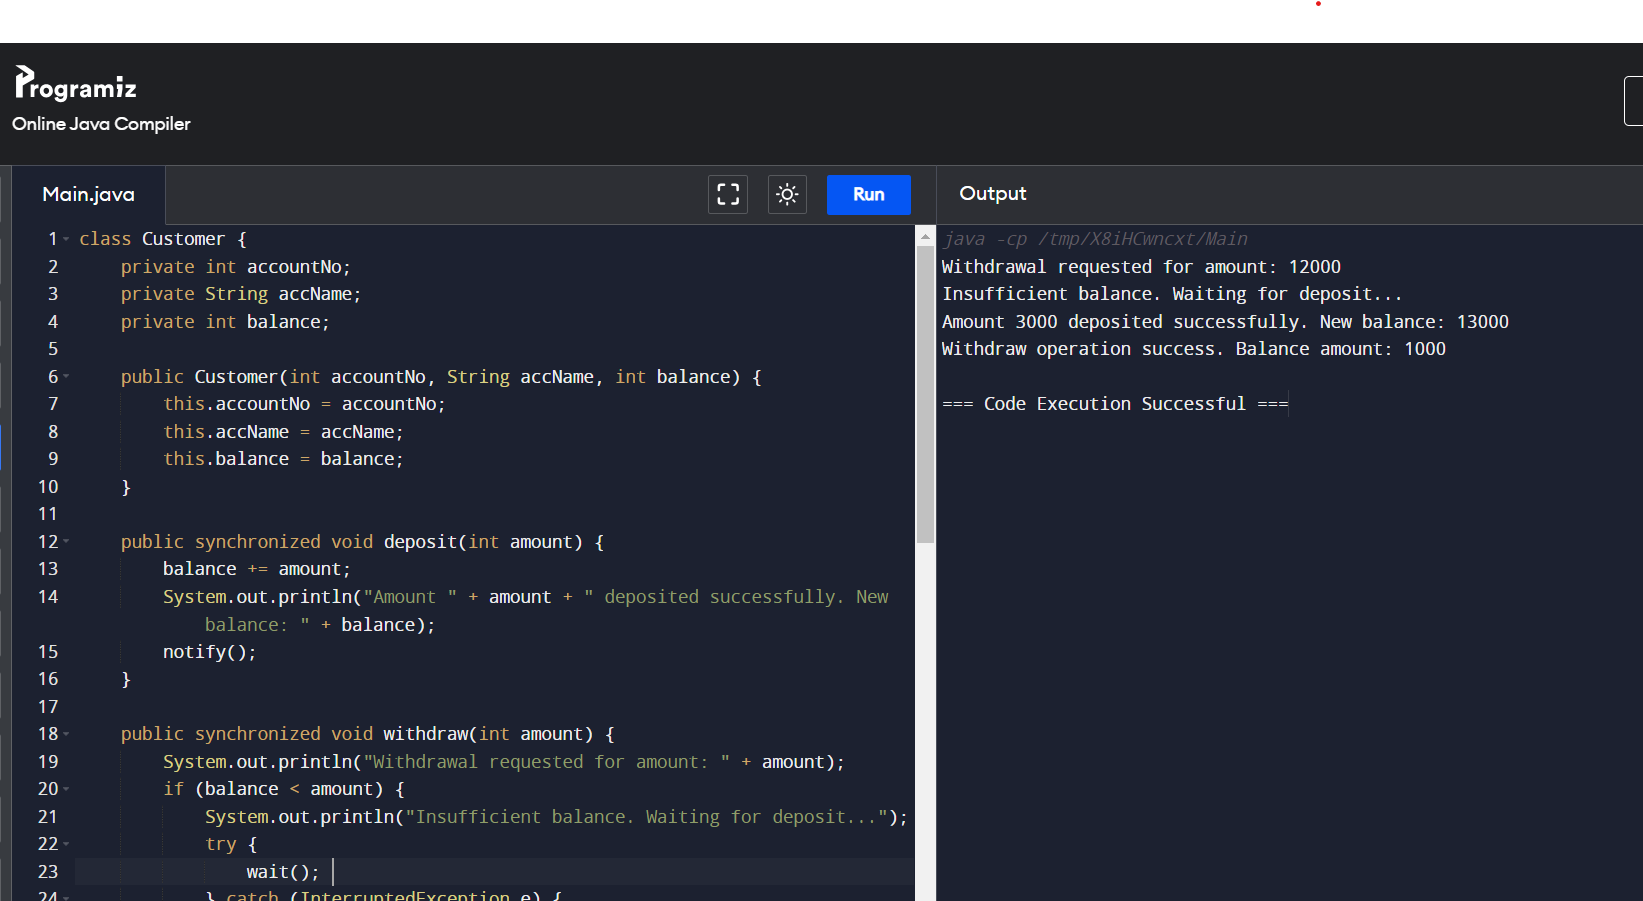 Programiz
Online Java Compiler
Main.java
Run
Output
1 class Customer {
2     private int accountNo;
3     private String accName;
4     private int balance;
5
6     public Customer(int accountNo, String accName, int balance) {
7         this.accountNo = accountNo;
8         this.accName = accName;
9         this.balance = balance;
10     }
11
12     public synchronized void deposit(int amount) {
13         balance += amount;
14         System.out.println("Amount " + amount + " deposited successfully. New
            balance: " + balance);
15         notify();
16     }
17
18     public synchronized void withdraw(int amount) {
19         System.out.println("Withdrawal requested for amount: " + amount);
20         if (balance < amount) {
21             System.out.println("Insufficient balance. Waiting for deposit...");
22             try {
23                 wait();
24             } catch (InterruptedException e) {
java -cp /tmp/X8iHCwncxt/Main
Withdrawal requested for amount: 12000
Insufficient balance. Waiting for deposit...
Amount 3000 deposited successfully. New balance: 13000
Withdraw operation success. Balance amount: 1000
=== Code Execution Successful ===